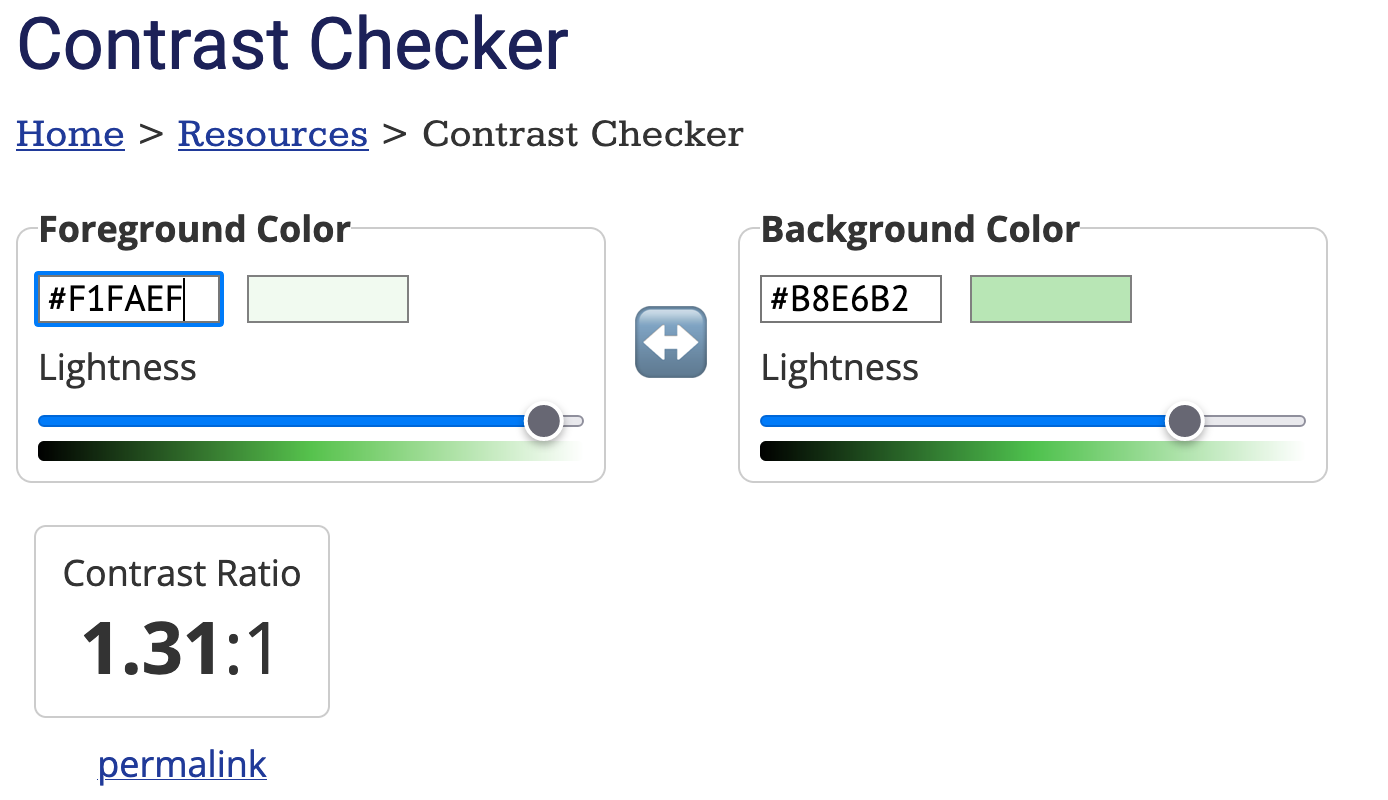 Contrast Checker
Home > Resources > Contrast Checker
Foreground Color
#F1FAEF
Lightness
Background Color
#B8E6B2
Lightness
Contrast Ratio
1.31:1
permalink